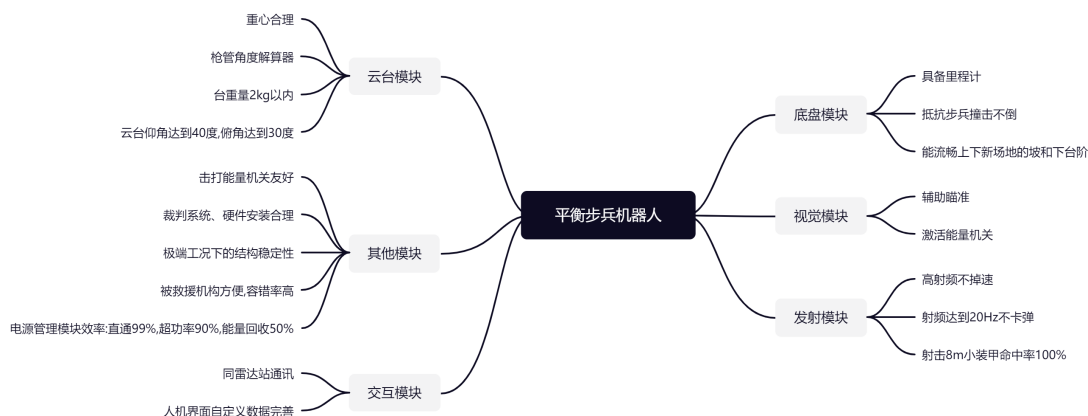 平衡步兵机器人
云台模块
重心合理
枪管角度解算器
台重量2kg以内
云台仰角达到40度,俯角达到30度
其他模块
击打能量机关友好
裁判系统、硬件安装合理
极端工况下的结构稳定性
被救援机构方便,容错率高
电源管理模块效率:直通99%,超功率90%,能量回收50%
交互模块
同雷达站通讯
人机界面自定义数据完善
底盘模块
具备里程计
抵抗步兵撞击不倒
能流畅上下新场地的坡和下台阶
视觉模块
辅助瞄准
激活能量机关
发射模块
高射频不掉速
射频达到20Hz不卡弹
射击8m小装甲命中率100%